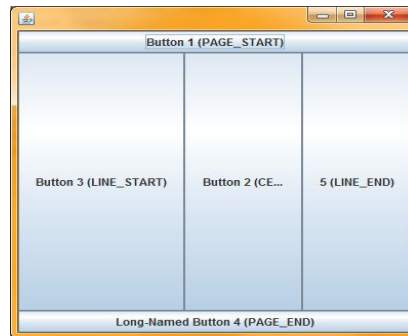 Button 1 (PAGE_START)
Button 3 (LINE_START) Button 2 (CE... 5 (LINE_END)
Long-Named Button 4 (PAGE_END)